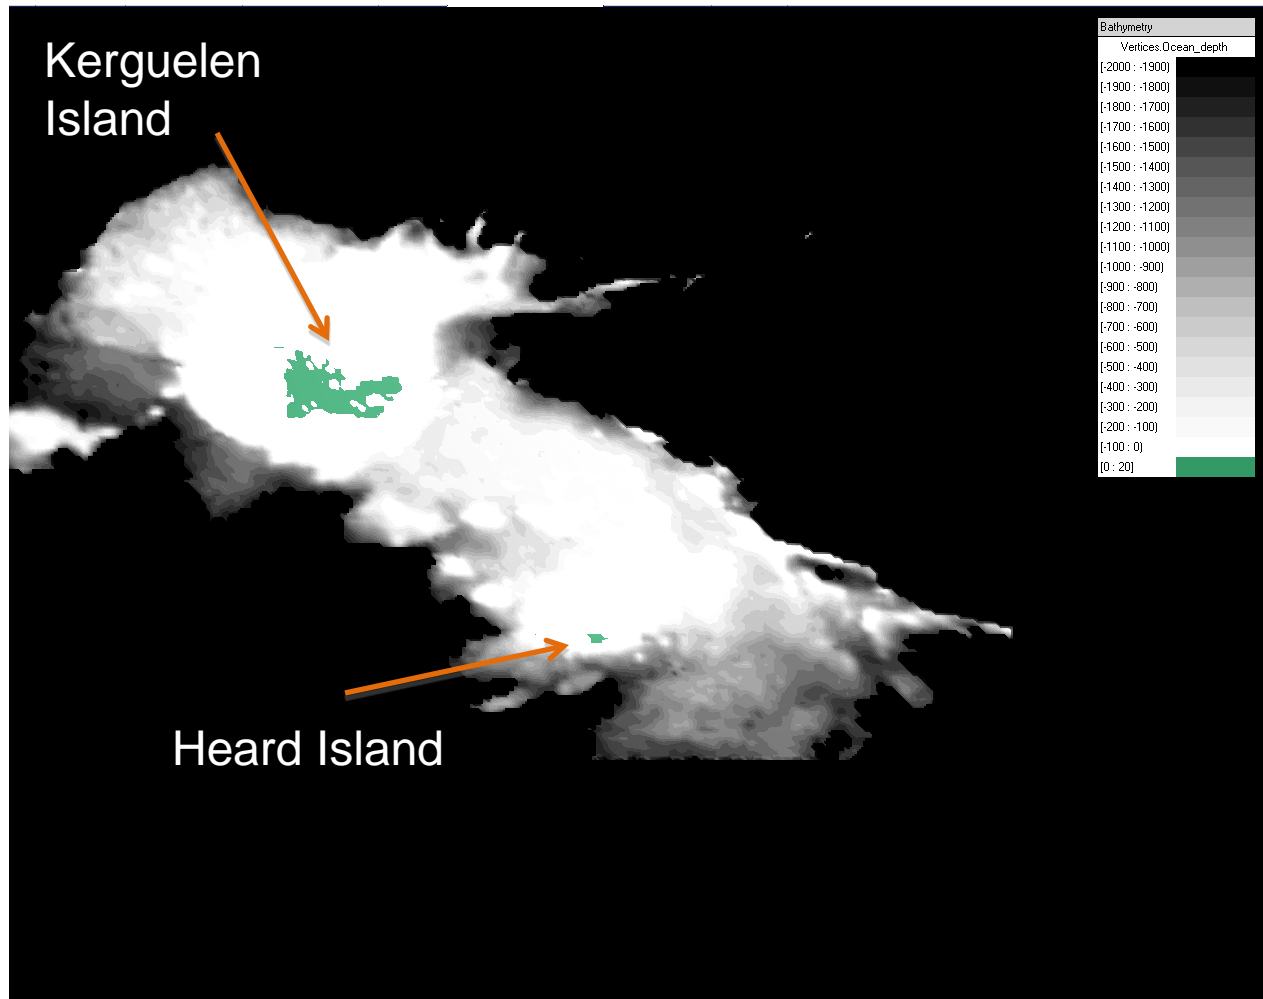 Kerguelen
Island
Heard Island
Bathymetry
Vertices.Ocean_depth
[-2000 : -1900)
[-1900 : -1800)
[-1800 : -1700)
[-1700 : -1600)
[-1600 : -1500)
[-1500 : -1400)
[-1400 : -1300)
[-1300 : -1200)
[-1200 : -1100)
[-1100 : -1000)
[-1000 : -900)
[-900 : -800)
[-800 : -700)
[-700 : -600)
[-600 : -500)
[-500 : -400)
[-400 : -300)
[-300 : -200)
[-200 : -100)
[-100 : 0)
[0 : 20]